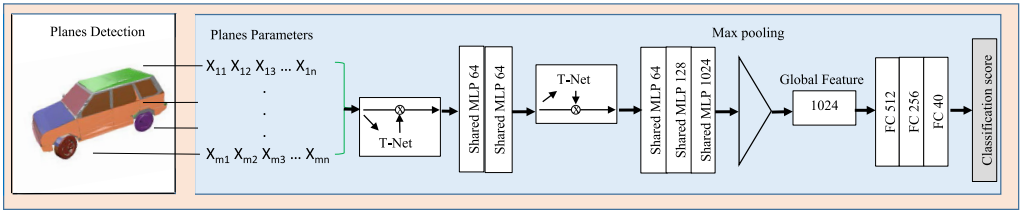 Planes Detection
Planes Parameters
X11 X12 X13 ... X1n
.
.
.
Xm1 Xm2 Xm3 ... Xmn
X
T-Net
Shared MLP 64
Shared MLP 64
T-Net
X
Shared MLP 64
Shared MLP 128
Shared MLP 1024
Max pooling
Global Feature
1024
FC 512
FC 256
FC 40
Classification score